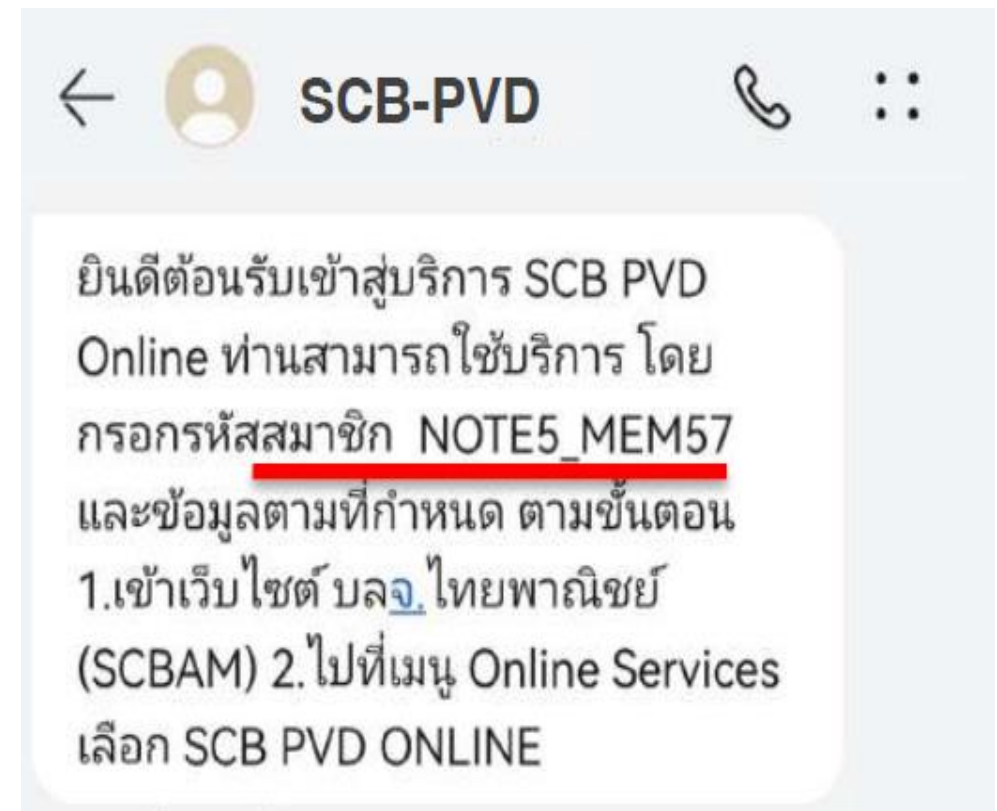 SCB-PVD
ยินดีต้อนรับเข้าสู่บริการ SCB PVD
Online ท่านสามารถใช้บริการ โดย
กรอกรหัสสมาชิก NOTE5_MEM57
และข้อมูลตามที่กำหนด ตามขั้นตอน
1.เข้าเว็บไซต์ บลจ.ไทยพาณิชย์
(SCBAM) 2.ไปที่เมนู Online Services
เลือก SCB PVD ONLINE